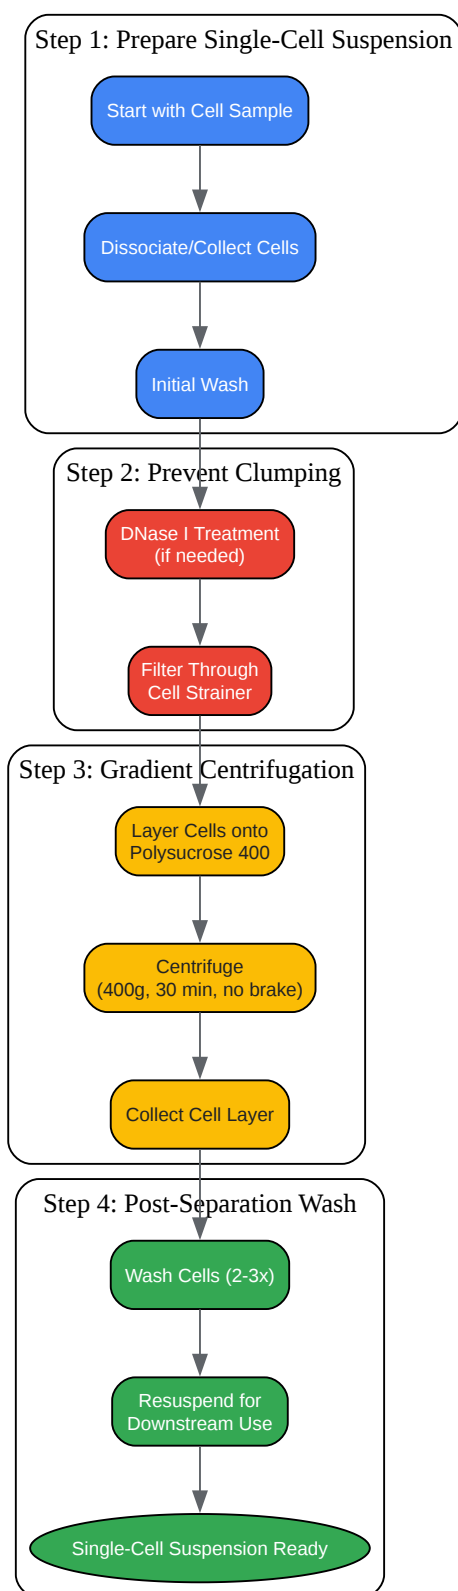 Step 1: Prepare Single-Cell Suspension
Start with Cell Sample
Dissociate/Collect Cells
Initial Wash
Step 2: Prevent Clumping
DNase I Treatment
(if needed)
Filter Through
Cell Strainer
Step 3: Gradient Centrifugation
Layer Cells onto
Polysucrose 400
Centrifuge
(400g, 30 min, no brake)
Collect Cell Layer
Step 4: Post-Separation Wash
Wash Cells (2-3x)
Resuspend for
Downstream Use
Single-Cell Suspension Ready